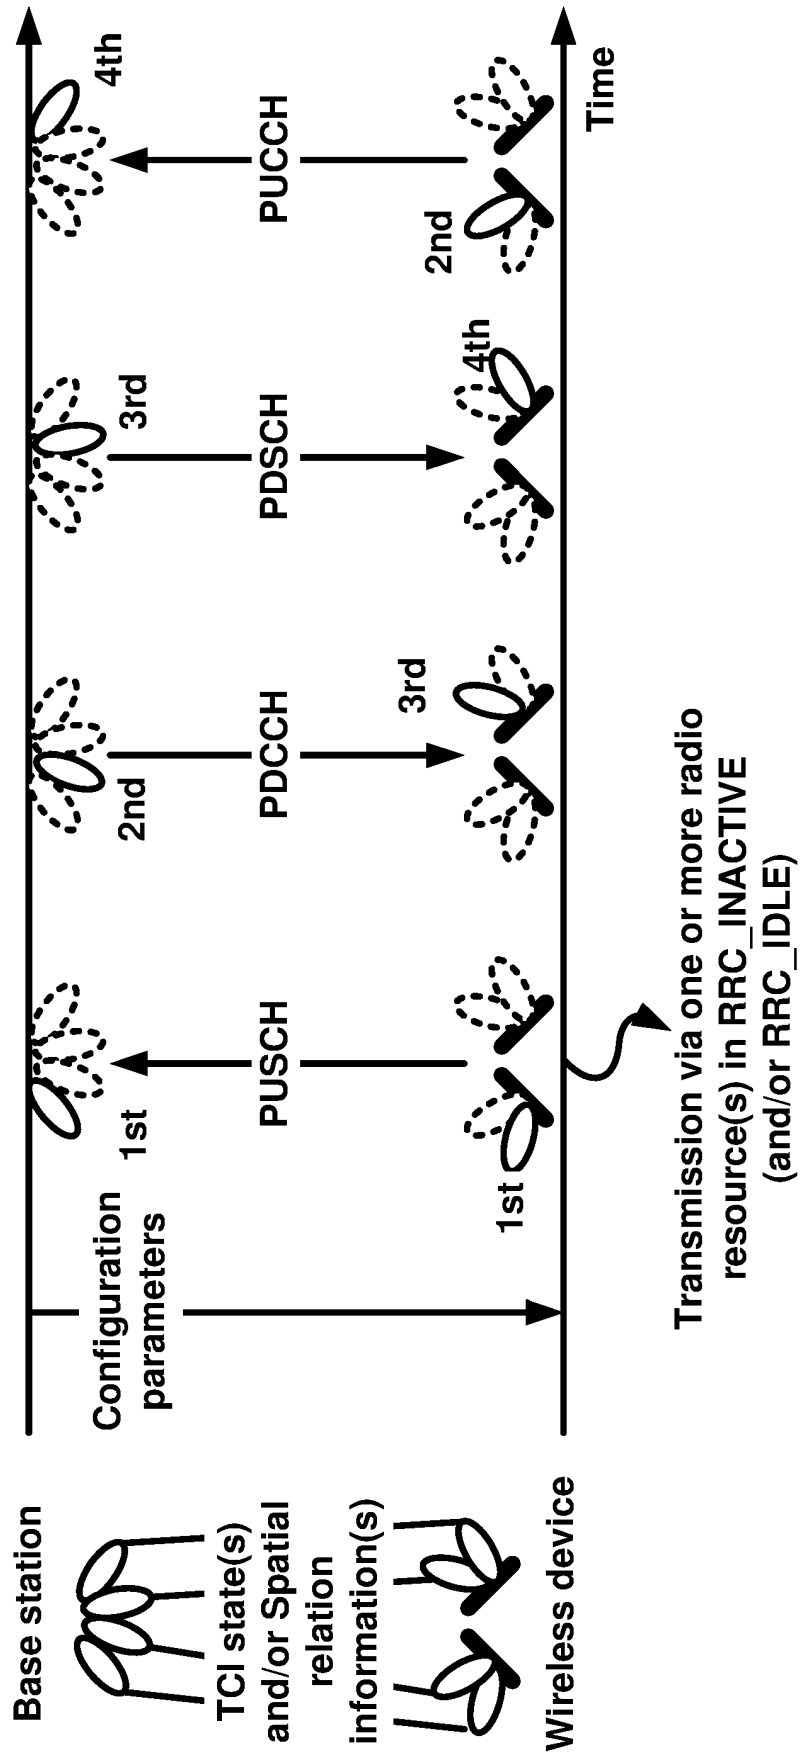 Base station
TCI state(s)
and/or Spatial
relation
information(s)
Wireless device
Configuration
parameters
1st
PUSCH
1st
2nd
PDCCH
3rd
3rd
PDSCH
4th
4th
PUCCH
2nd
Time
Transmission via one or more radio
resource(s) in RRC_INACTIVE
(and/or RRC_IDLE)